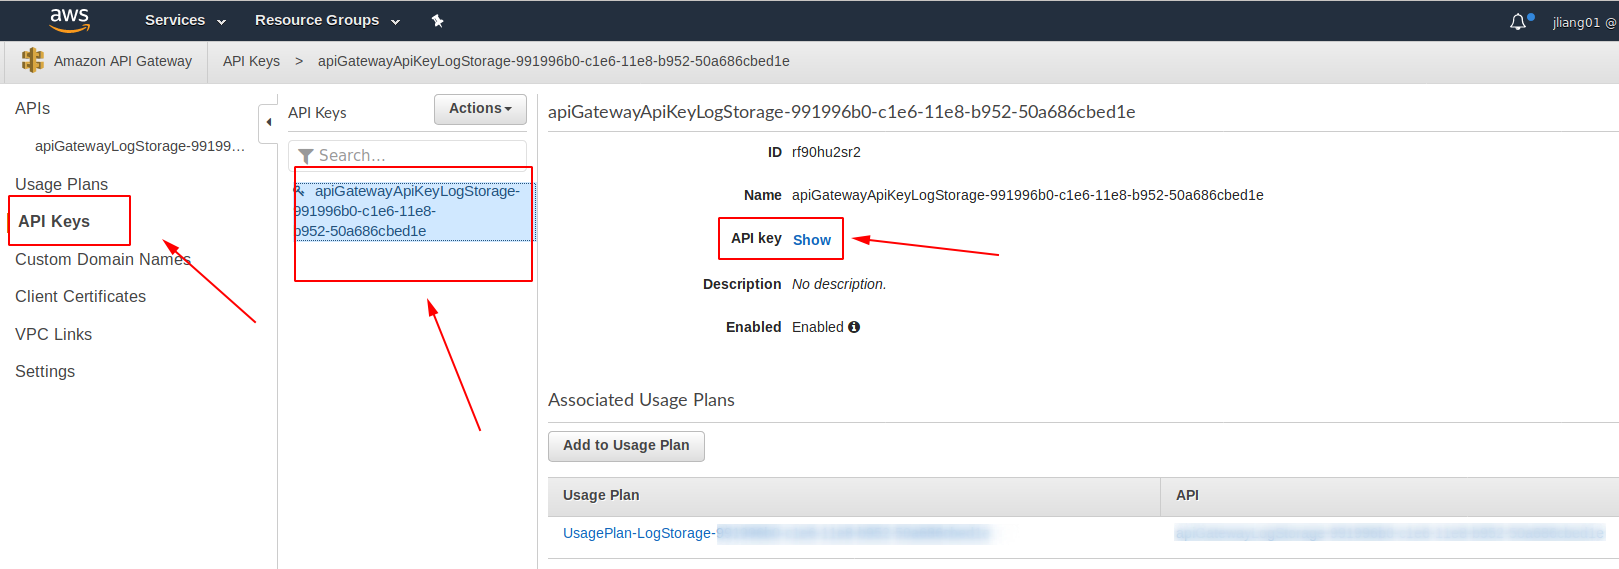 aws Services Resource Groups jliang01 @
Amazon API Gateway API Keys > apiGatewayApiKeyLogStorage-991996b0-c1e6-11e8-b952-50a686cbed1e
APIs
apiGatewayLogStorage-99199...
Usage Plans
API Keys
Custom Domain Names
Client Certificates
VPC Links
Settings
API Keys Actions
Search...
apiGatewayApiKeyLogStorage-
991996b0-c1e6-11e8-
b952-50a686cbed1e
apiGatewayApiKeyLogStorage-991996b0-c1e6-11e8-b952-50a686cbed1e
ID rf90hu2sr2
Name apiGatewayApiKeyLogStorage-991996b0-c1e6-11e8-b952-50a686cbed1e
API key Show
Description No description.
Enabled Enabled
Associated Usage Plans
Add to Usage Plan
Usage Plan API
UsagePlan-LogStorage-